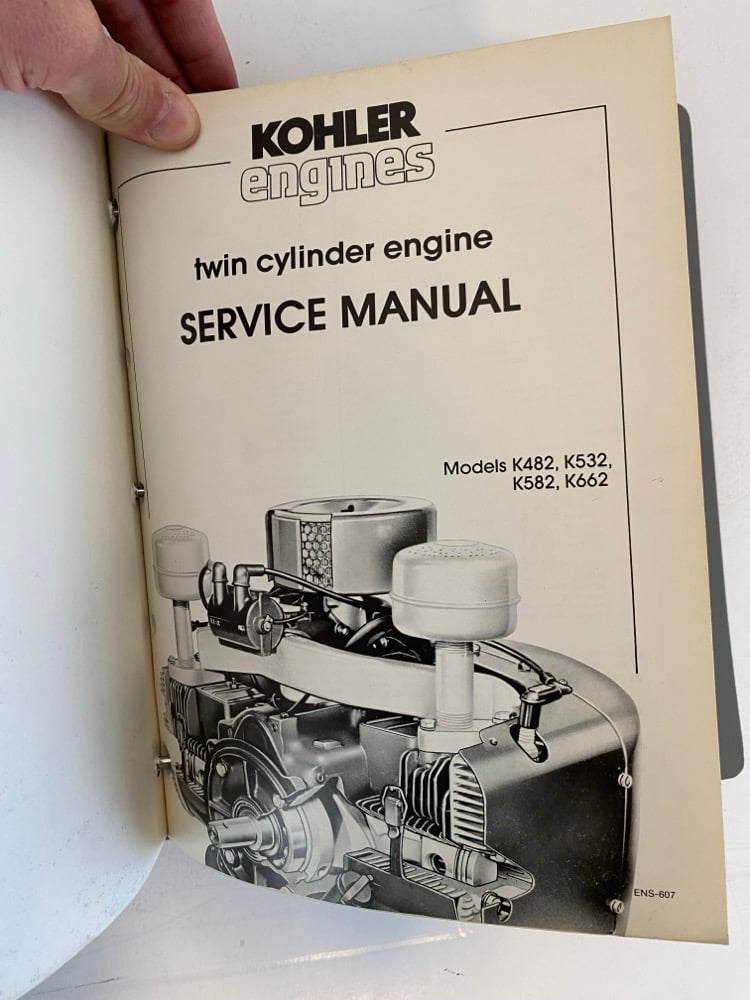 KOHLER
engines
twin cylinder engine
SERVICE MANUAL
Models K482, K532,
K582, K662
ENS-607